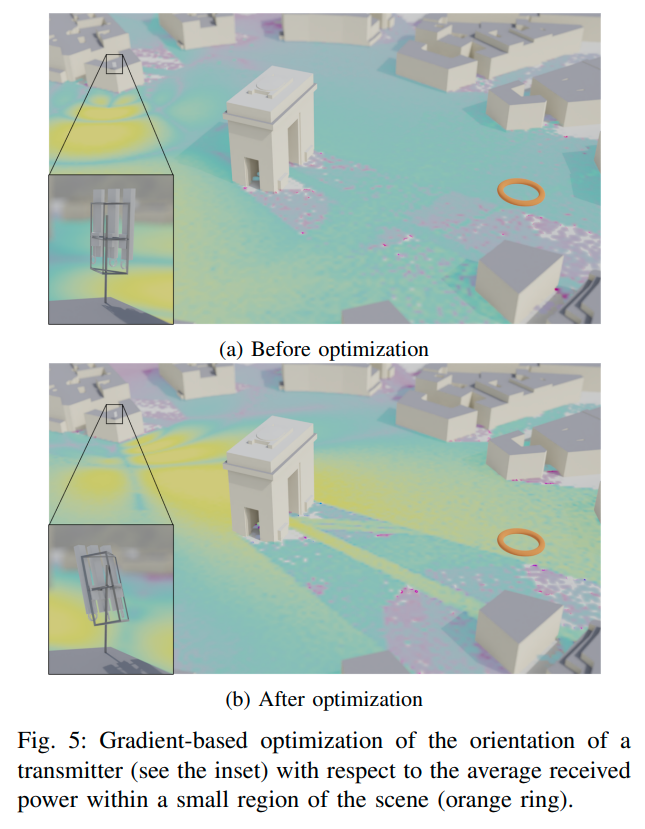 (a) Before optimization
(b) After optimization
Fig. 5: Gradient-based optimization of the orientation of a
transmitter (see the inset) with respect to the average received
power within a small region of the scene (orange ring).